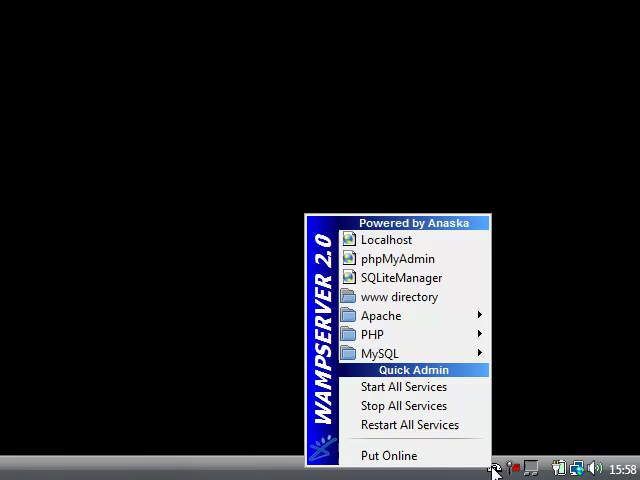 WAMPSERVER 2.0
Powered by Anaska
Localhost
phpMyAdmin
SQLiteManager
www directory
Apache
PHP
MySQL
Quick Admin
Start All Services
Stop All Services
Restart All Services
Put Online
15:58